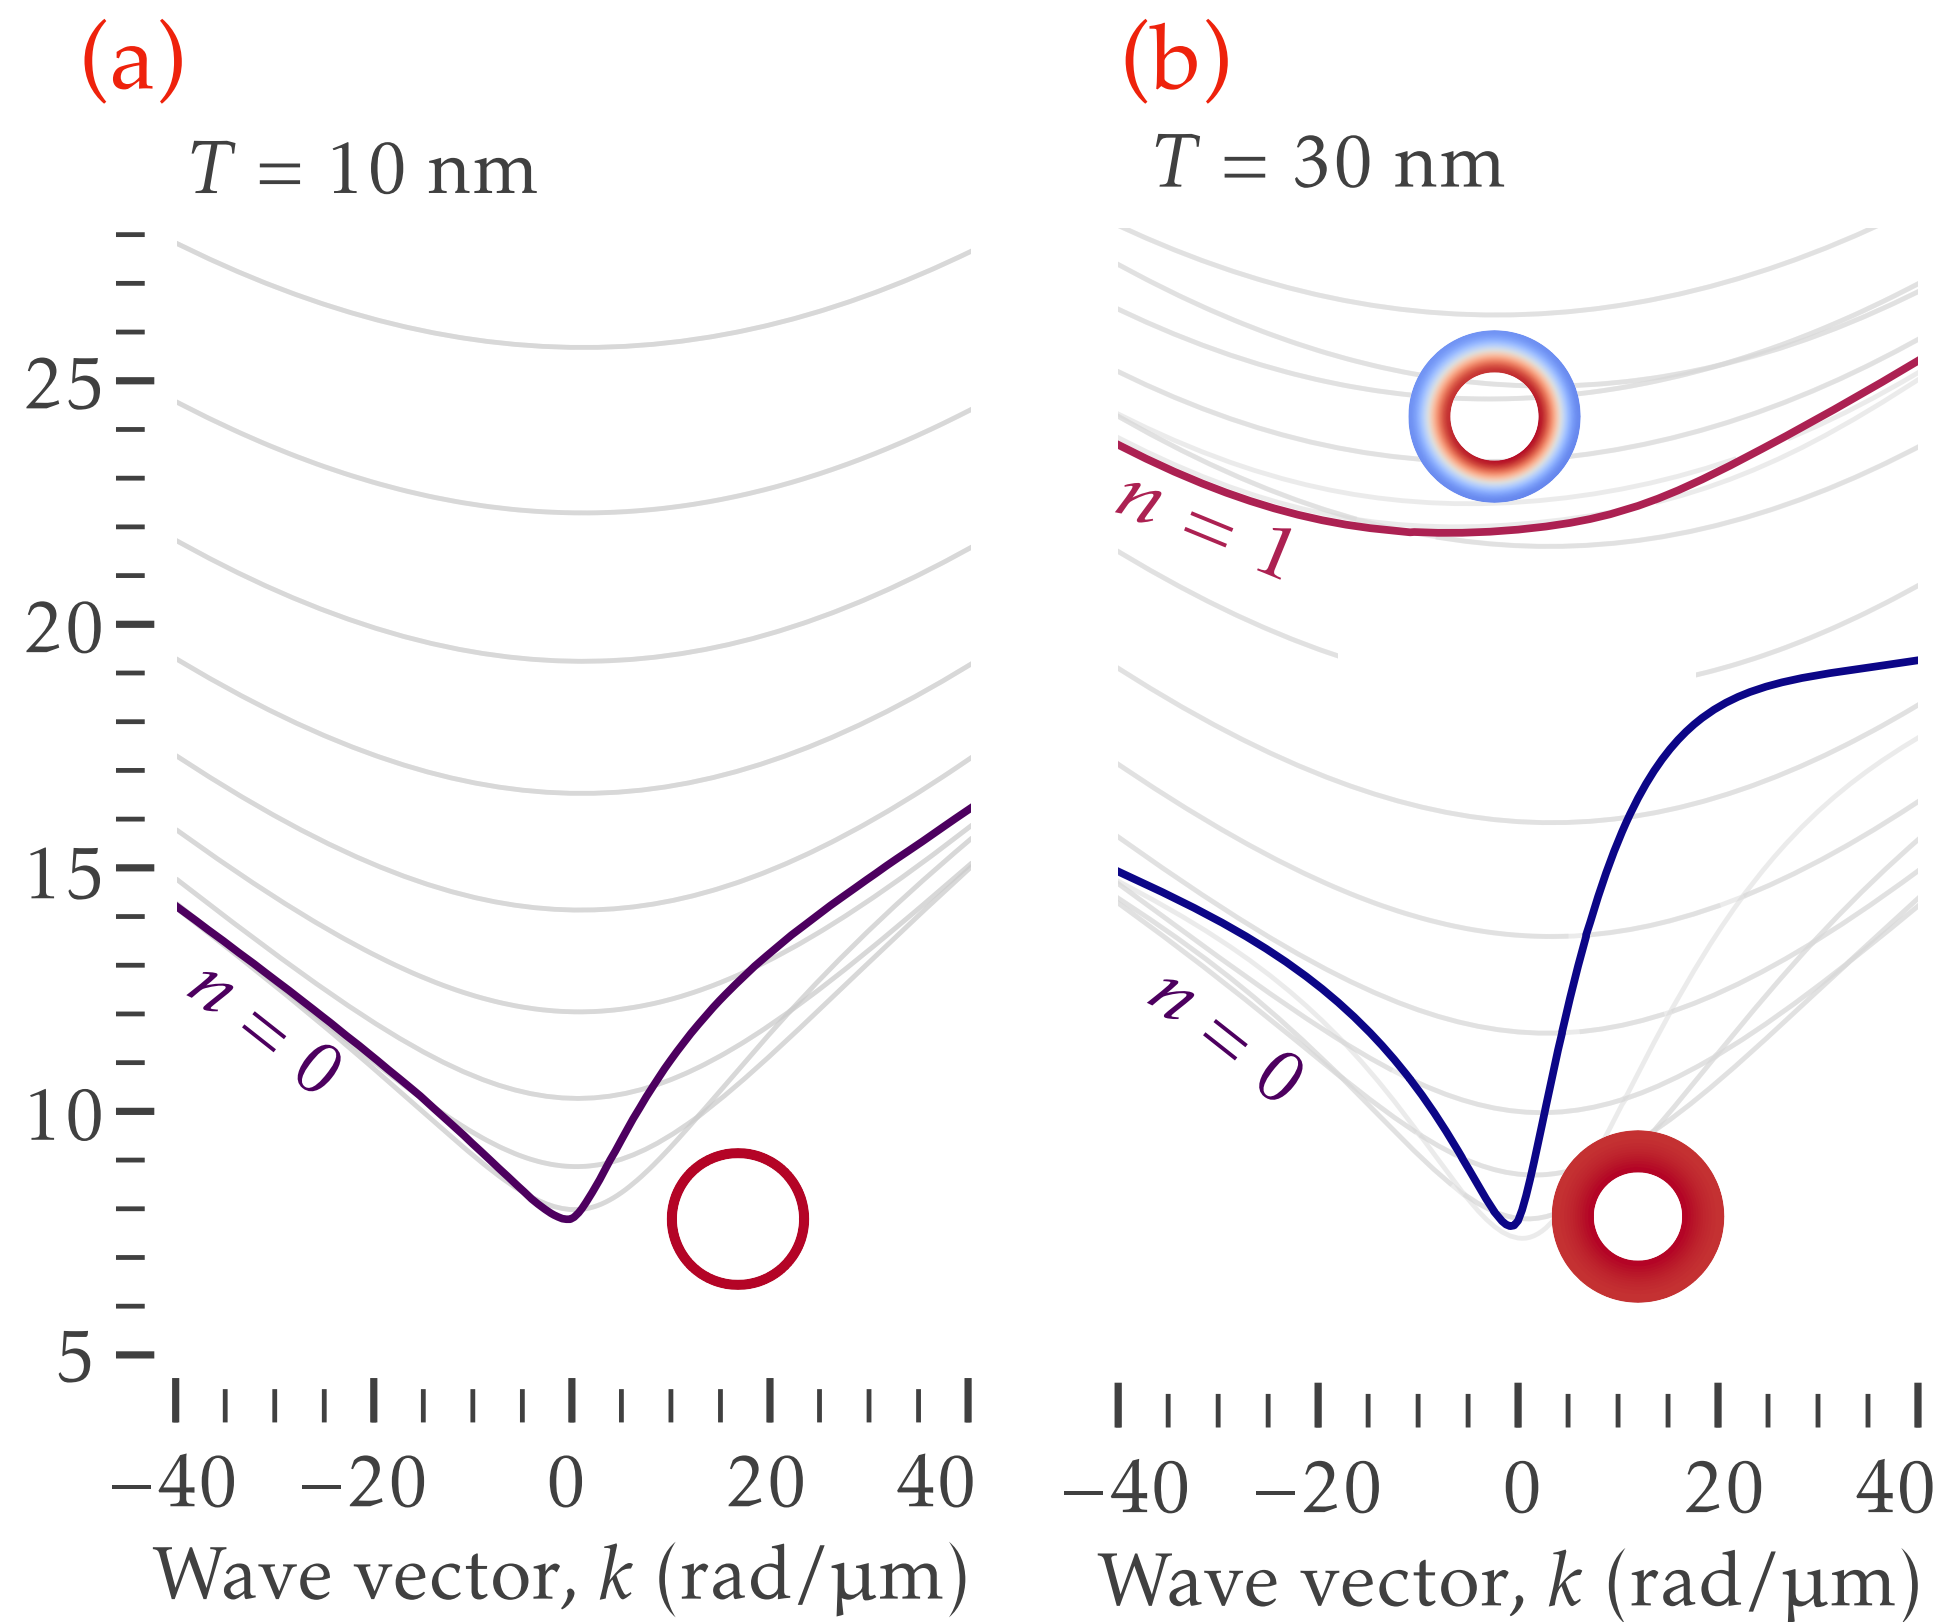 (a)
T = 10 nm
25
20
15
10
5
n = 0
−40 −20 0 20 40
Wave vector, k (rad/µm)
(b)
T = 30 nm
n = 1
n = 0
−40 −20 0 20 40
Wave vector, k (rad/µm)